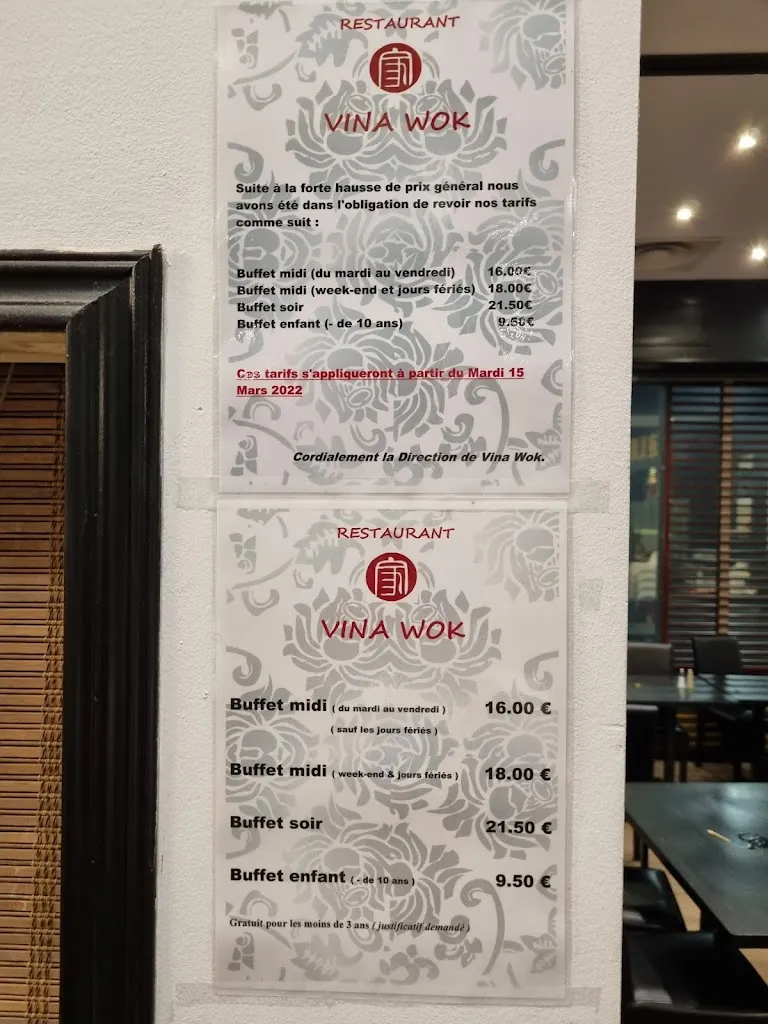 RESTAURANT
家
VINA WOK
Suite à la forte hausse de prix général nous
avons été dans l'obligation de revoir nos tarifs
comme suit :
Buffet midi (du mardi au vendredi) 16.00€
Buffet midi (week-end et jours fériés) 18.00€
Buffet soir 21.50€
Buffet enfant (- de 10 ans) 9.50€
Ces tarifs s'appliqueront à partir du Mardi 15
Mars 2022
Cordialement la Direction de Vina Wok.
RESTAURANT
家
VINA WOK
Buffet midi ( du mardi au vendredi ) 16.00 €
( sauf les jours fériés )
Buffet midi ( week-end & jours fériés ) 18.00 €
Buffet soir 21.50 €
Buffet enfant ( - de 10 ans ) 9.50 €
Gratuit pour les moins de 3 ans ( justificatif demandé )